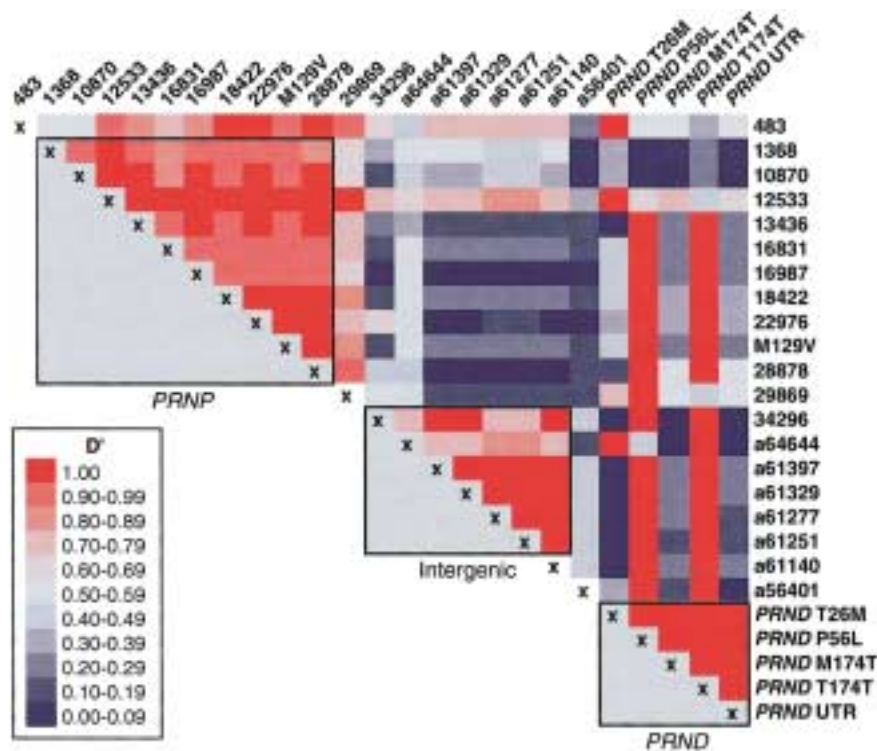 483
1368
10870
12533
13436
16831
16987
18422
22976
M129V
28878
29869
34296
a64644
a61397
a61329
a61277
a61251
a61140
a56401
PRND T26M
PRND P56L
PRND M174T
PRND T174T
PRND UTR
x 483
x 1368
x 10870
x 12533
x 13436
x 16831
x 16987
x 18422
x 22976
x M129V
x 28878
PRNP x 29869
x 34296
x a64644
x a61397
x a61329
x a61277
x a61251
Intergenic x a61140
x a56401
x PRND T26M
x PRND P56L
x PRND M174T
x PRND T174T
x PRND UTR
PRND
D'
1.00
0.90-0.99
0.80-0.89
0.70-0.79
0.60-0.69
0.50-0.59
0.40-0.49
0.30-0.39
0.20-0.29
0.10-0.19
0.00-0.09